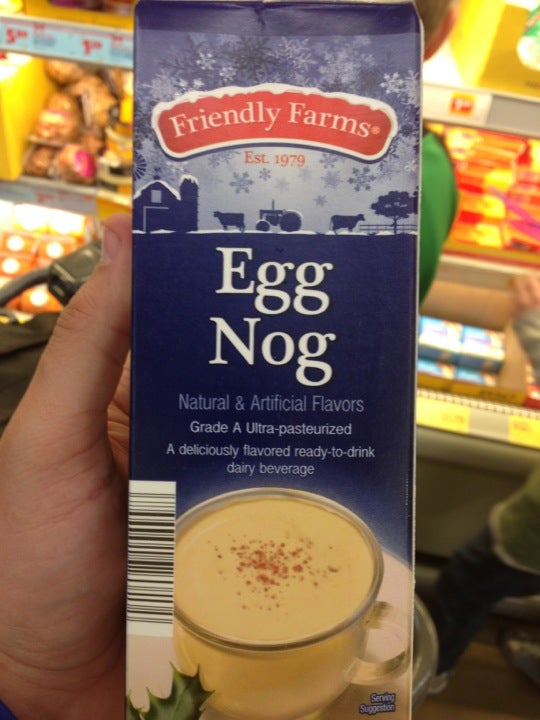 Friendly Farms®
Est. 1979
Egg
Nog
Natural & Artificial Flavors
Grade A Ultra-pasteurized
A deliciously flavored ready-to-drink
dairy beverage
Serving
Suggestion